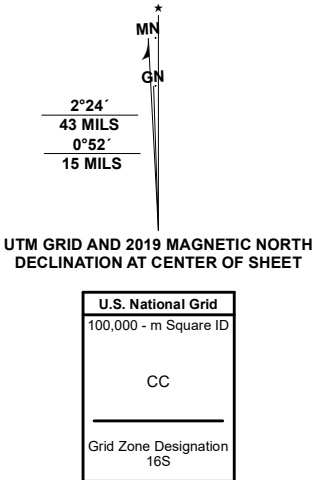 MN
GN
2°24´
43 MILS
0°52´
15 MILS
UTM GRID AND 2019 MAGNETIC NORTH
DECLINATION AT CENTER OF SHEET
U.S. National Grid
100,000 - m Square ID
CC
Grid Zone Designation
16S